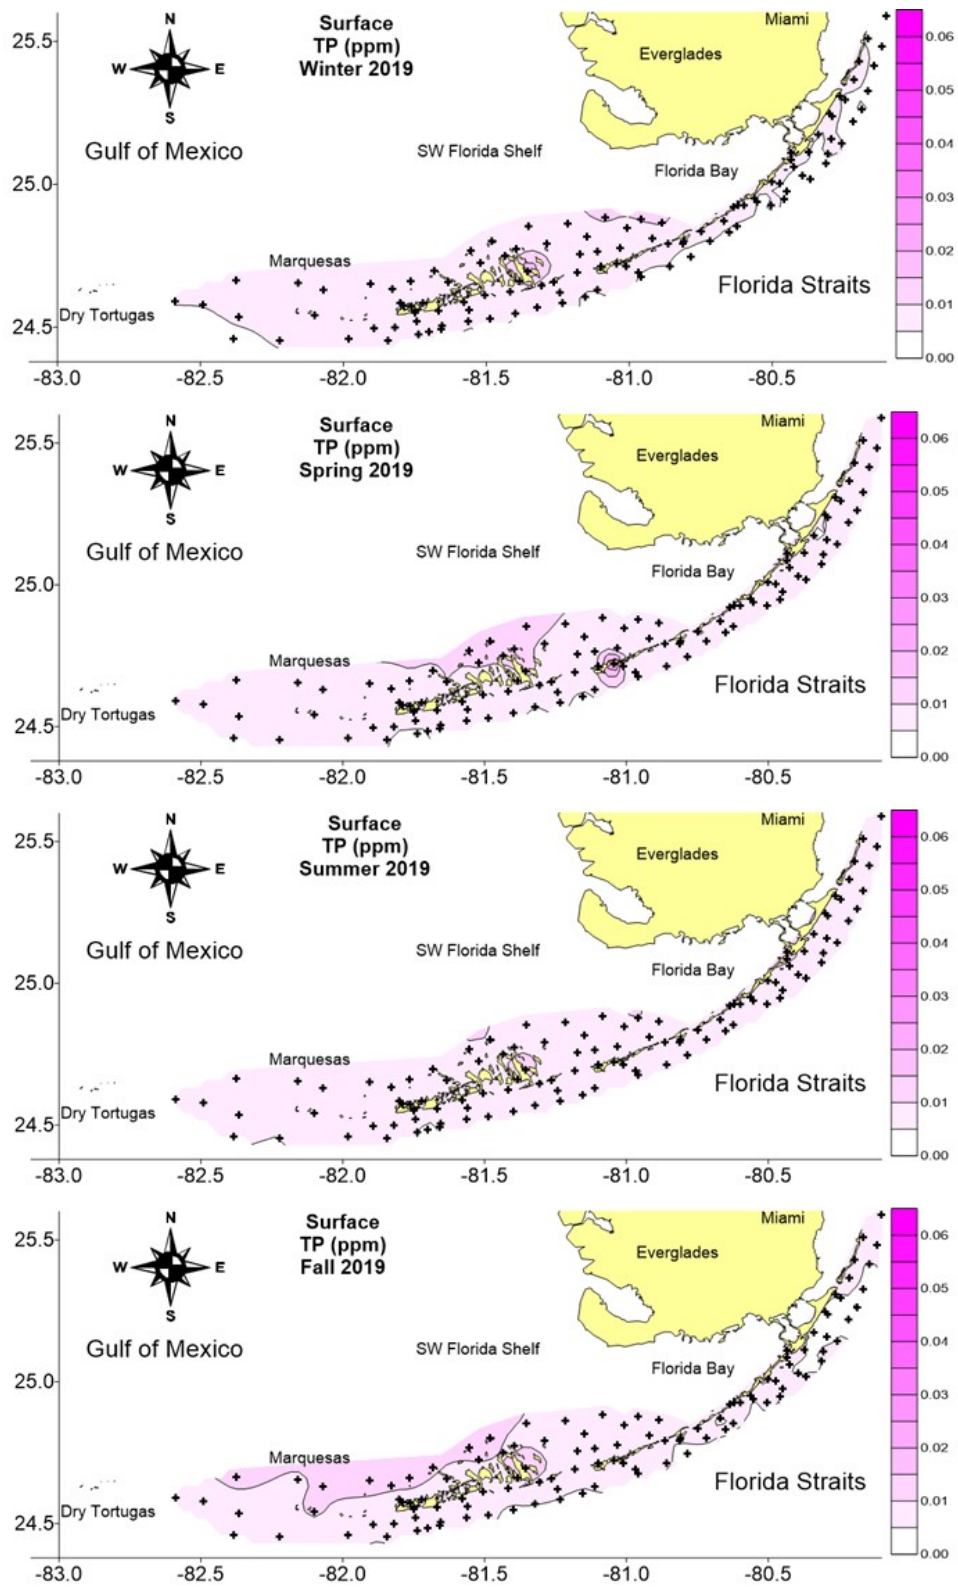 Surface
TP (ppm)
Winter 2019
N
W E
S
Gulf of Mexico
SW Florida Shelf
Miami
Everglades
Florida Bay
Marquesas
Dry Tortugas
Florida Straits
25.5
25.0
24.5
-83.0 -82.5 -82.0 -81.5 -81.0 -80.5
0.06
0.05
0.04
0.03
0.02
0.01
0.00
Surface
TP (ppm)
Spring 2019
N
W E
S
Gulf of Mexico
SW Florida Shelf
Miami
Everglades
Florida Bay
Marquesas
Dry Tortugas
Florida Straits
25.5
25.0
24.5
-83.0 -82.5 -82.0 -81.5 -81.0 -80.5
0.06
0.05
0.04
0.03
0.02
0.01
0.00
Surface
TP (ppm)
Summer 2019
N
W E
S
Gulf of Mexico
SW Florida Shelf
Miami
Everglades
Florida Bay
Marquesas
Dry Tortugas
Florida Straits
25.5
25.0
24.5
-83.0 -82.5 -82.0 -81.5 -81.0 -80.5
0.06
0.05
0.04
0.03
0.02
0.01
0.00
Surface
TP (ppm)
Fall 2019
N
W E
S
Gulf of Mexico
SW Florida Shelf
Miami
Everglades
Florida Bay
Marquesas
Dry Tortugas
Florida Straits
25.5
25.0
24.5
-83.0 -82.5 -82.0 -81.5 -81.0 -80.5
0.06
0.05
0.04
0.03
0.02
0.01
0.00